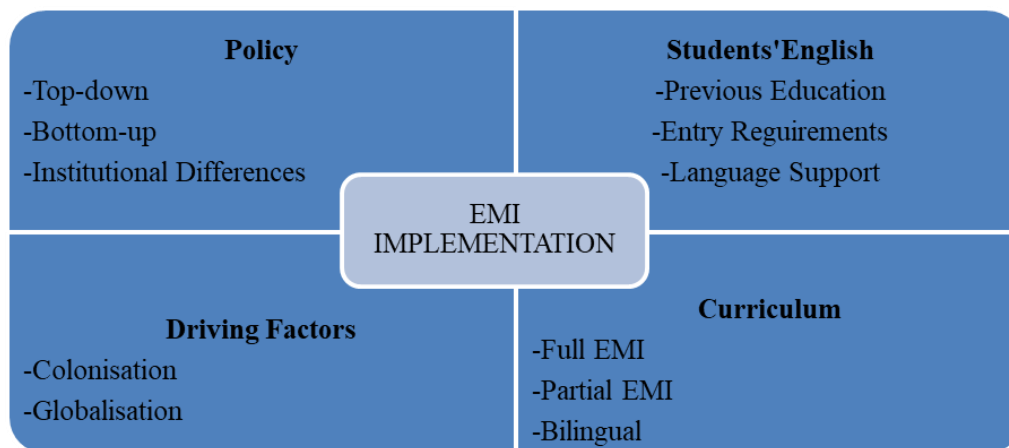 Policy
-Top-down
-Bottom-up
-Institutional Differences
Students'English
-Previous Education
-Entry Reguirements
-Language Support
EMI
IMPLEMENTATION
Driving Factors
-Colonisation
-Globalisation
Curriculum
-Full EMI
-Partial EMI
-Bilingual